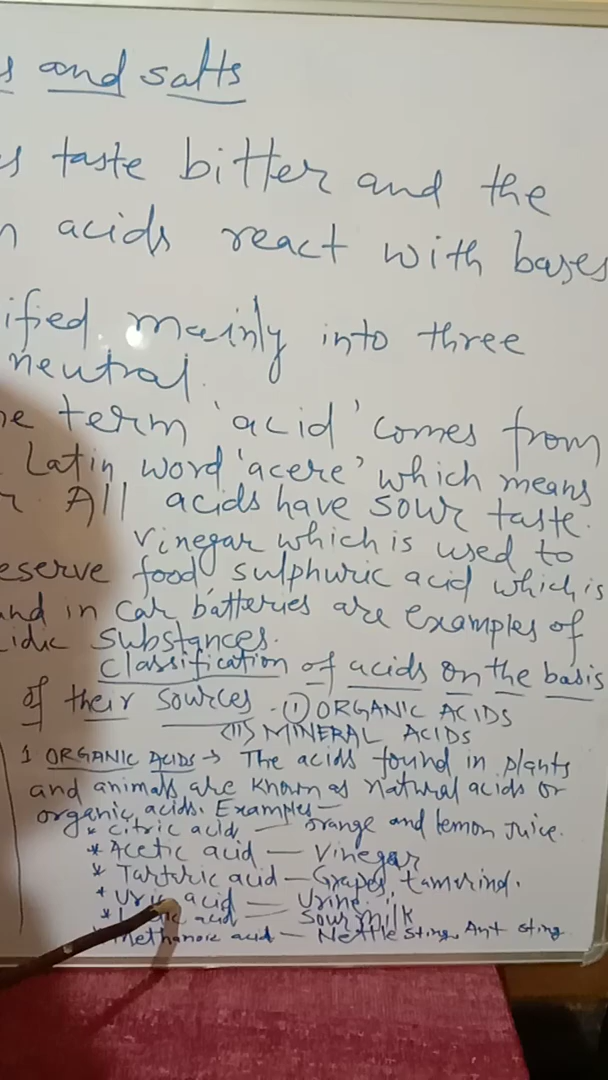 and salts
taste bitter and the
acids react with bases
ified mainly into three
neutral.
e term 'acid' comes from
Latin word 'acere' which means
r. All acids have sour taste.
Vinegar which is used to
eserve food, sulphuric acid which is
nd in car batteries are examples of
idic substances.
Classification of acids on the basis
of their sources. (I) ORGANIC ACIDS
(II) MINERAL ACIDS
1 ORGANIC ACIDS → The acids found in plants
and animals are known as natural acids or
organic acids. Examples—
* Citric acid — orange and lemon juice.
* Acetic acid — Vinegar
* Tartaric acid — Grapes, tamerind.
* Uric acid — Urine
* acid — Sour milk
* Methanoic acid — Nettle sting, Ant sting